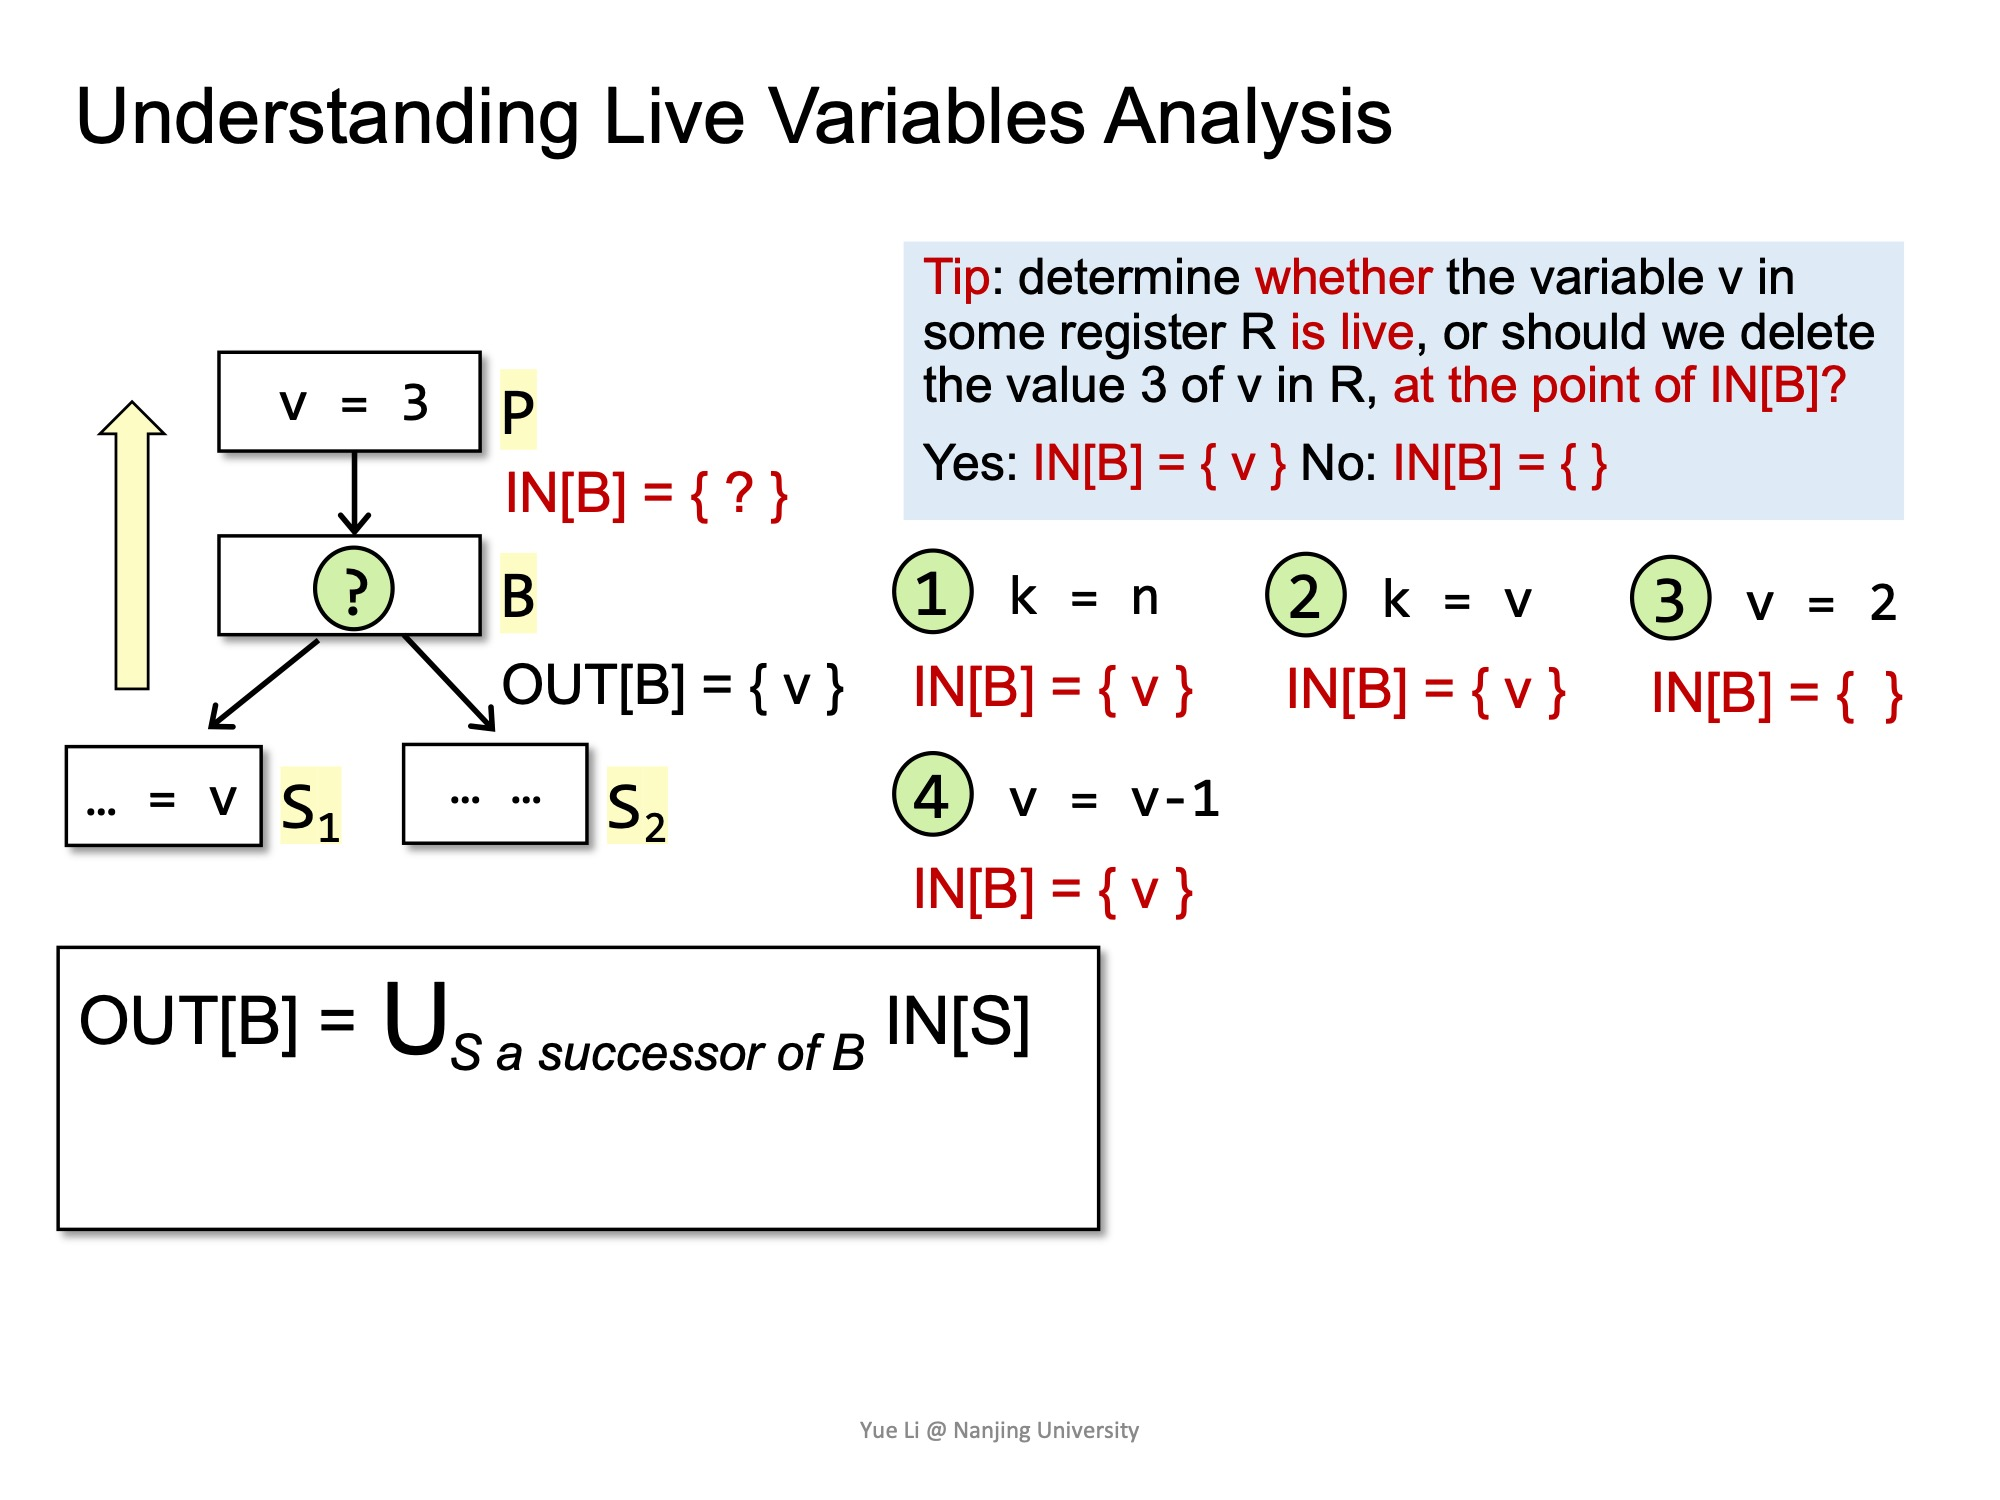 Understanding Live Variables Analysis
Tip: determine whether the variable v in
some register R is live, or should we delete
the value 3 of v in R, at the point of IN[B]?
Yes: IN[B] = { v } No: IN[B] = { }
v = 3
P
IN[B] = { ? }
?
B
OUT[B] = { v }
… = v
S1
… …
S2
1 k = n
IN[B] = { v }
2 k = v
IN[B] = { v }
3 v = 2
IN[B] = { }
4 v = v-1
IN[B] = { v }
OUT[B] = ∪S a successor of B IN[S]
Yue Li @ Nanjing University